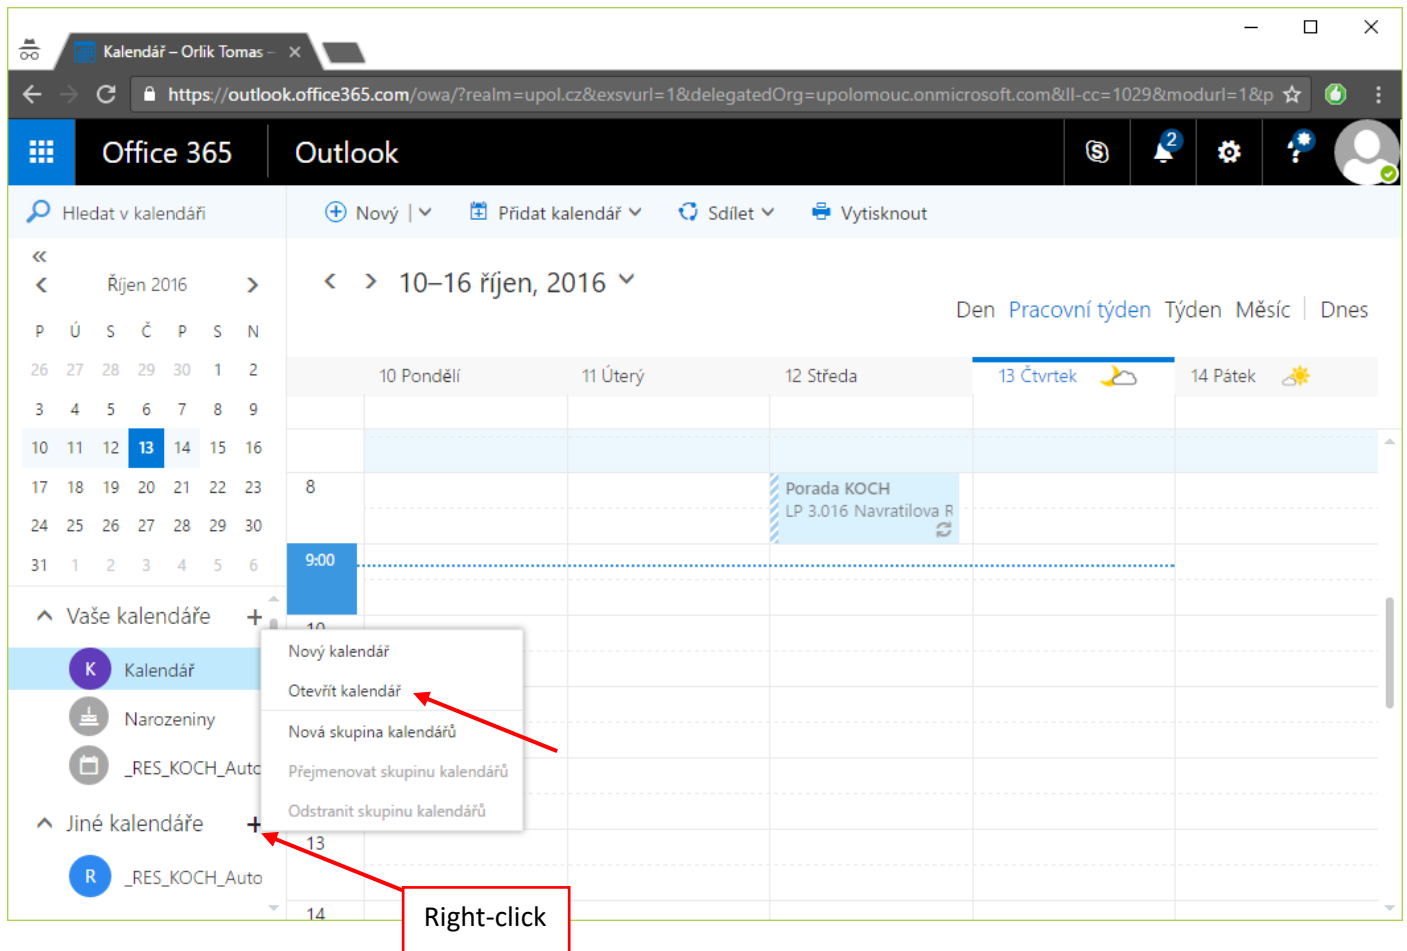 Kalendář – Orlik Tomas –
https://outlook.office365.com/owa/?realm=upol.cz&exsvurl=1&delegatedOrg=upolomouc.onmicrosoft.com&ll-cc=1029&modurl=1&p
Office 365 Outlook 2
Hledat v kalendáři
Nový Přidat kalendář Sdílet Vytisknout
Říjen 2016
P Ú S Č P S N
26 27 28 29 30 1 2
3 4 5 6 7 8 9
10 11 12 13 14 15 16
17 18 19 20 21 22 23
24 25 26 27 28 29 30
31 1 2 3 4 5 6
Vaše kalendáře +
K Kalendář
Narozeniny
_RES_KOCH_Auto
Jiné kalendáře +
R _RES_KOCH_Auto
10–16 říjen, 2016
Den Pracovní týden Týden Měsíc Dnes
10 Pondělí 11 Úterý 12 Středa 13 Čtvrtek 14 Pátek
8
Porada KOCH
LP 3.016 Navratilova R
9:00
10
13
14
Nový kalendář
Otevřít kalendář
Nová skupina kalendářů
Přejmenovat skupinu kalendářů
Odstranit skupinu kalendářů
Right-click